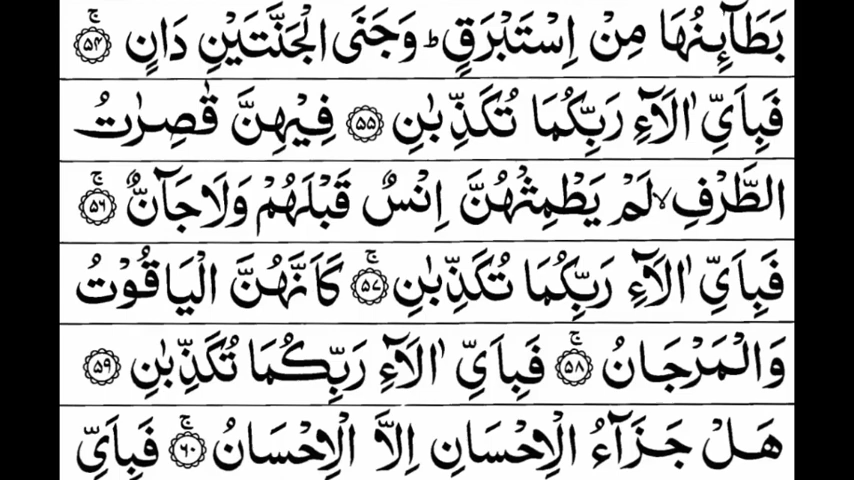 بَطَآئِنُهَا مِنْ اِسْتَبْرَقٍ ؕ وَجَنَی الْجَنَّتَیْنِ دَانٍ ۚ﴿۵۴﴾
فَبِاَیِّ اٰلَآءِ رَبِّكُمَا تُكَذِّبٰنِ ﴿۵۵﴾ فِیْهِنَّ قٰصِرٰتُ
الطَّرْفِ ۙ لَمْ یَطْمِثْهُنَّ اِنْسٌ قَبْلَهُمْ وَلَا جَآنٌّ ۚ﴿۵۶﴾
فَبِاَیِّ اٰلَآءِ رَبِّكُمَا تُكَذِّبٰنِ ۚ﴿۵۷﴾ كَاَنَّهُنَّ الْیَاقُوْتُ
وَالْمَرْجَانُ ۚ﴿۵۸﴾ فَبِاَیِّ اٰلَآءِ رَبِّكُمَا تُكَذِّبٰنِ ﴿۵۹﴾
هَلْ جَزَآءُ الْاِحْسَانِ اِلَّا الْاِحْسَانُ ۚ﴿۶۰﴾ فَبِاَیِّ